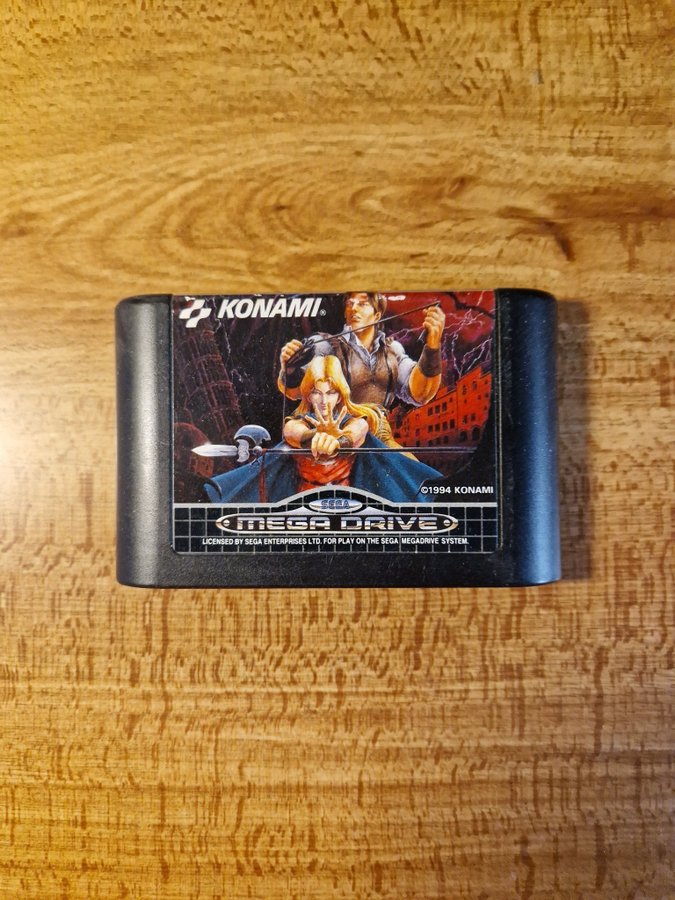 KONAMI®
©1994 KONAMI
SEGA
MEGA DRIVE
LICENSED BY SEGA ENTERPRISES LTD. FOR PLAY ON THE SEGA MEGADRIVE SYSTEM.